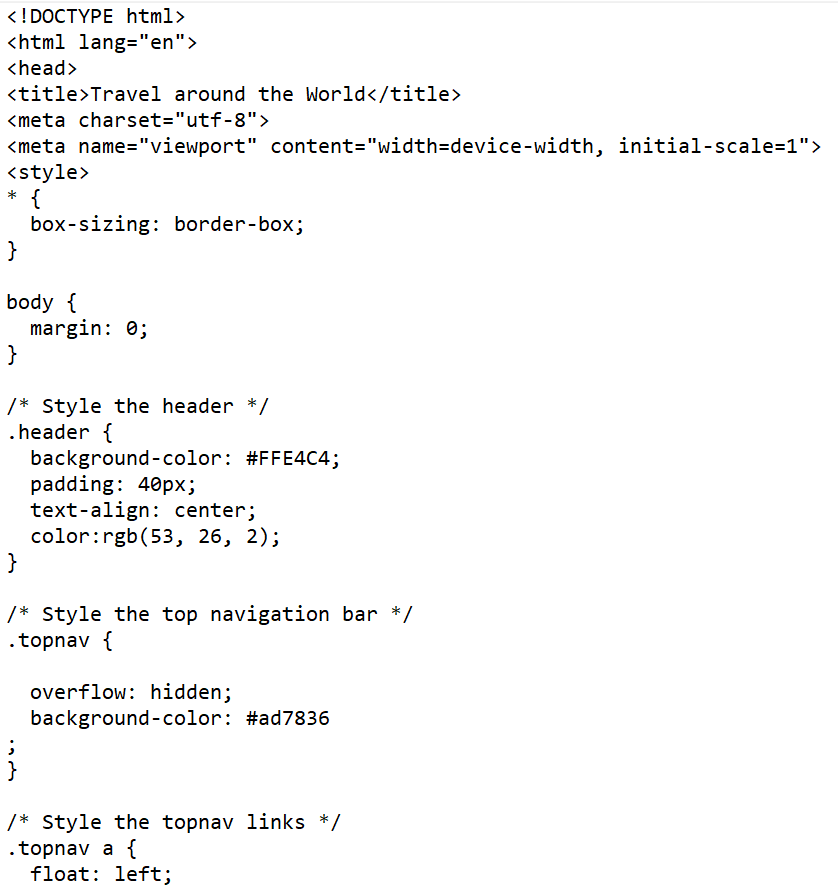 <!DOCTYPE html>
<html lang="en">
<head>
<title>Travel around the World</title>
<meta charset="utf-8">
<meta name="viewport" content="width=device-width, initial-scale=1">
<style>
* {
  box-sizing: border-box;
}

body {
  margin: 0;
}

/* Style the header */
.header {
  background-color: #FFE4C4;
  padding: 40px;
  text-align: center;
  color:rgb(53, 26, 2);
}

/* Style the top navigation bar */
.topnav {

  overflow: hidden;
  background-color: #ad7836
;
}

/* Style the topnav links */
.topnav a {
  float: left;